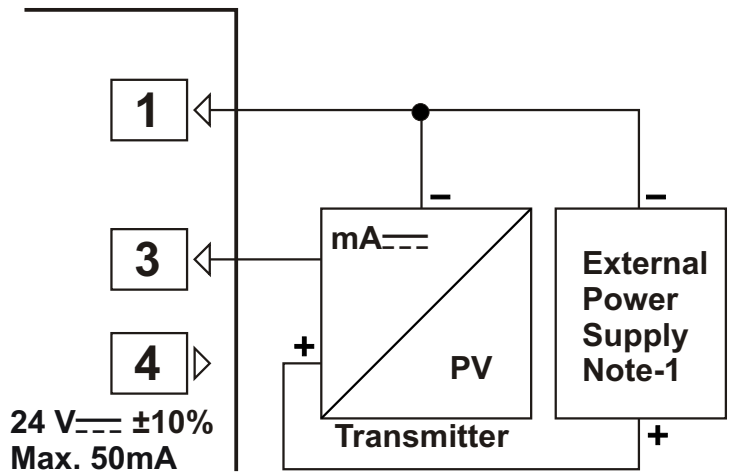 1
3
4
24 V ±10%
Max. 50mA
mA
+
−
PV
Transmitter
−
External
Power
Supply
Note-1
+